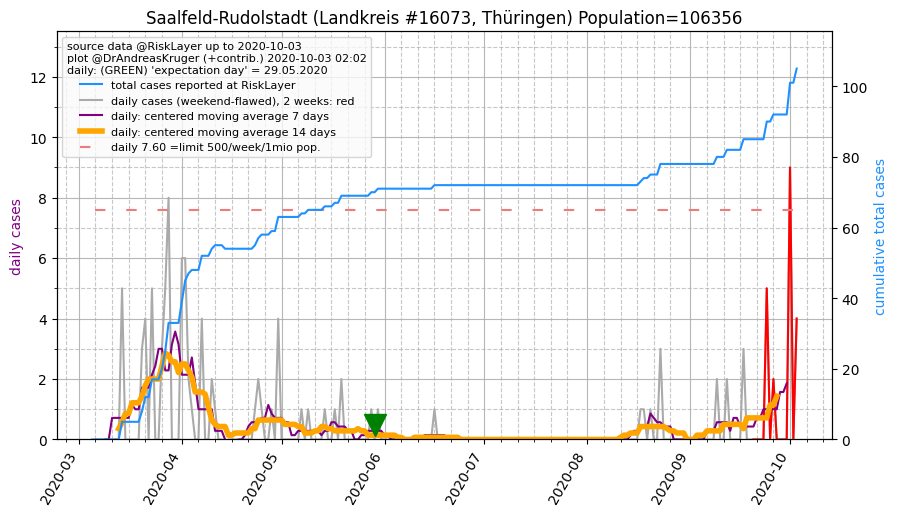 Saalfeld-Rudolstadt (Landkreis #16073, Thüringen) Population=106356
source data @RiskLayer up to 2020-10-03
plot @DrAndreasKruger (+contrib.) 2020-10-03 02:02
daily: (GREEN) 'expectation day' = 29.05.2020
total cases reported at RiskLayer
daily cases (weekend-flawed), 2 weeks: red
daily: centered moving average 7 days
daily: centered moving average 14 days
daily 7.60 =limit 500/week/1mio pop.
daily cases
12
10
8
6
4
2
0
cumulative total cases
100
80
60
40
20
0
2020-03
2020-04
2020-05
2020-06
2020-07
2020-08
2020-09
2020-10